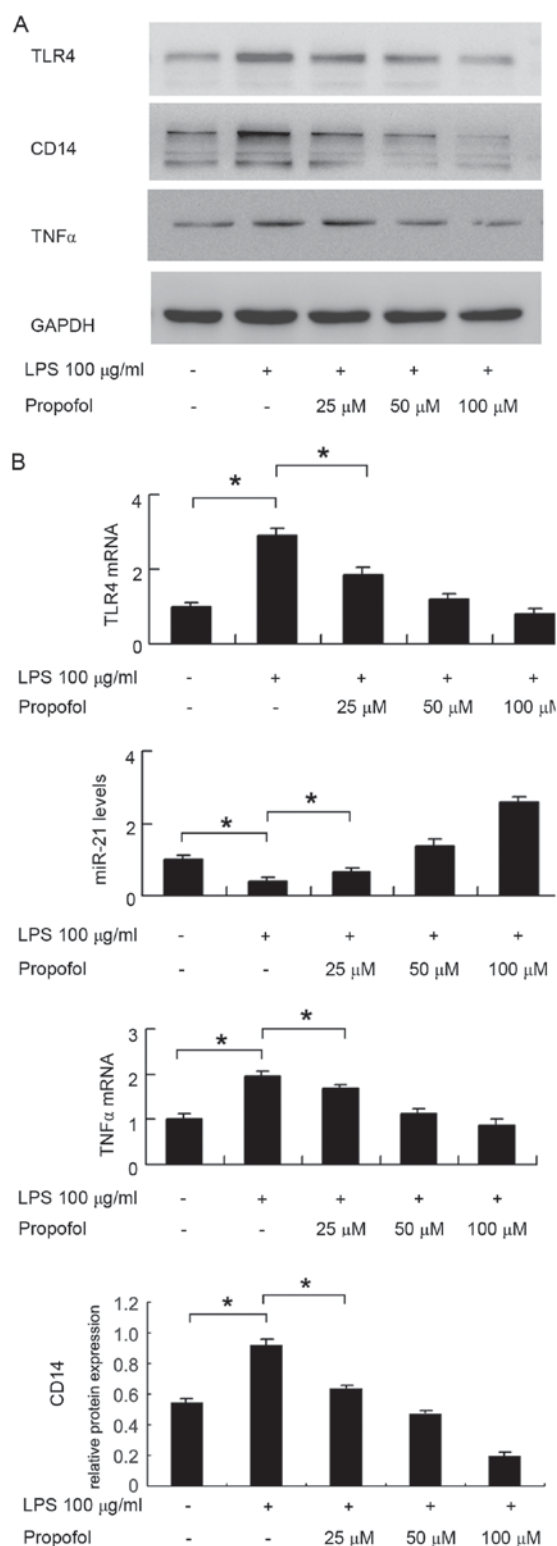 A
TLR4
CD14
TNFα
GAPDH
LPS 100 μg/ml - + + + +
Propofol - - 25 μM 50 μM 100 μM
B
* *
4
2
0
TLR4 mRNA
LPS 100 μg/ml - + + + +
Propofol - - 25 μM 50 μM 100 μM
* *
4
2
0
miR-21 levels
LPS 100 μg/ml - + + + +
Propofol - - 25 μM 50 μM 100 μM
* *
3
2
1
0
TNFα mRNA
LPS 100 μg/ml - + + + +
Propofol - - 25 μM 50 μM 100 μM
* *
1.2
1.0
0.8
0.6
0.4
0.2
0
CD14
relative protein expression
LPS 100 μg/ml - + + + +
Propofol - - 25 μM 50 μM 100 μM